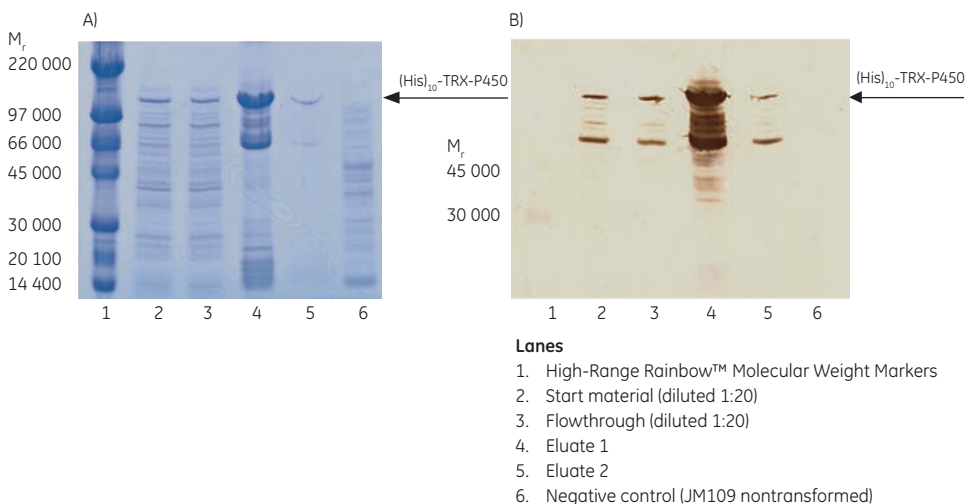 A)
Mr
220 000
97 000
66 000
45 000
30 000
20 100
14 400
(His)10-TRX-P450
1 2 3 4 5 6
B)
(His)10-TRX-P450
Mr
45 000
30 000
1 2 3 4 5 6
Lanes
1. High-Range Rainbow™ Molecular Weight Markers
2. Start material (diluted 1:20)
3. Flowthrough (diluted 1:20)
4. Eluate 1
5. Eluate 2
6. Negative control (JM109 nontransformed)